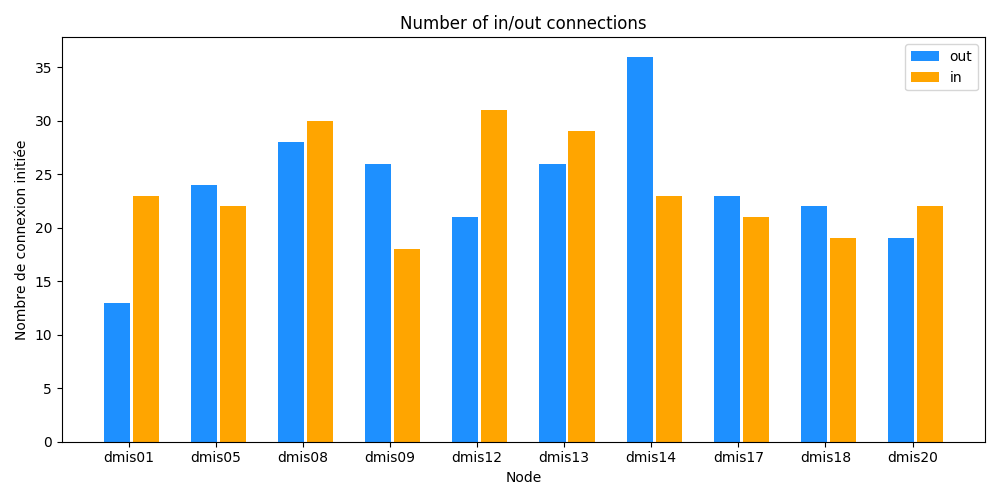 Number of in/out connections
out
in
Nombre de connexion initiée
35
30
25
20
15
10
5
0
dmis01 dmis05 dmis08 dmis09 dmis12 dmis13 dmis14 dmis17 dmis18 dmis20
Node